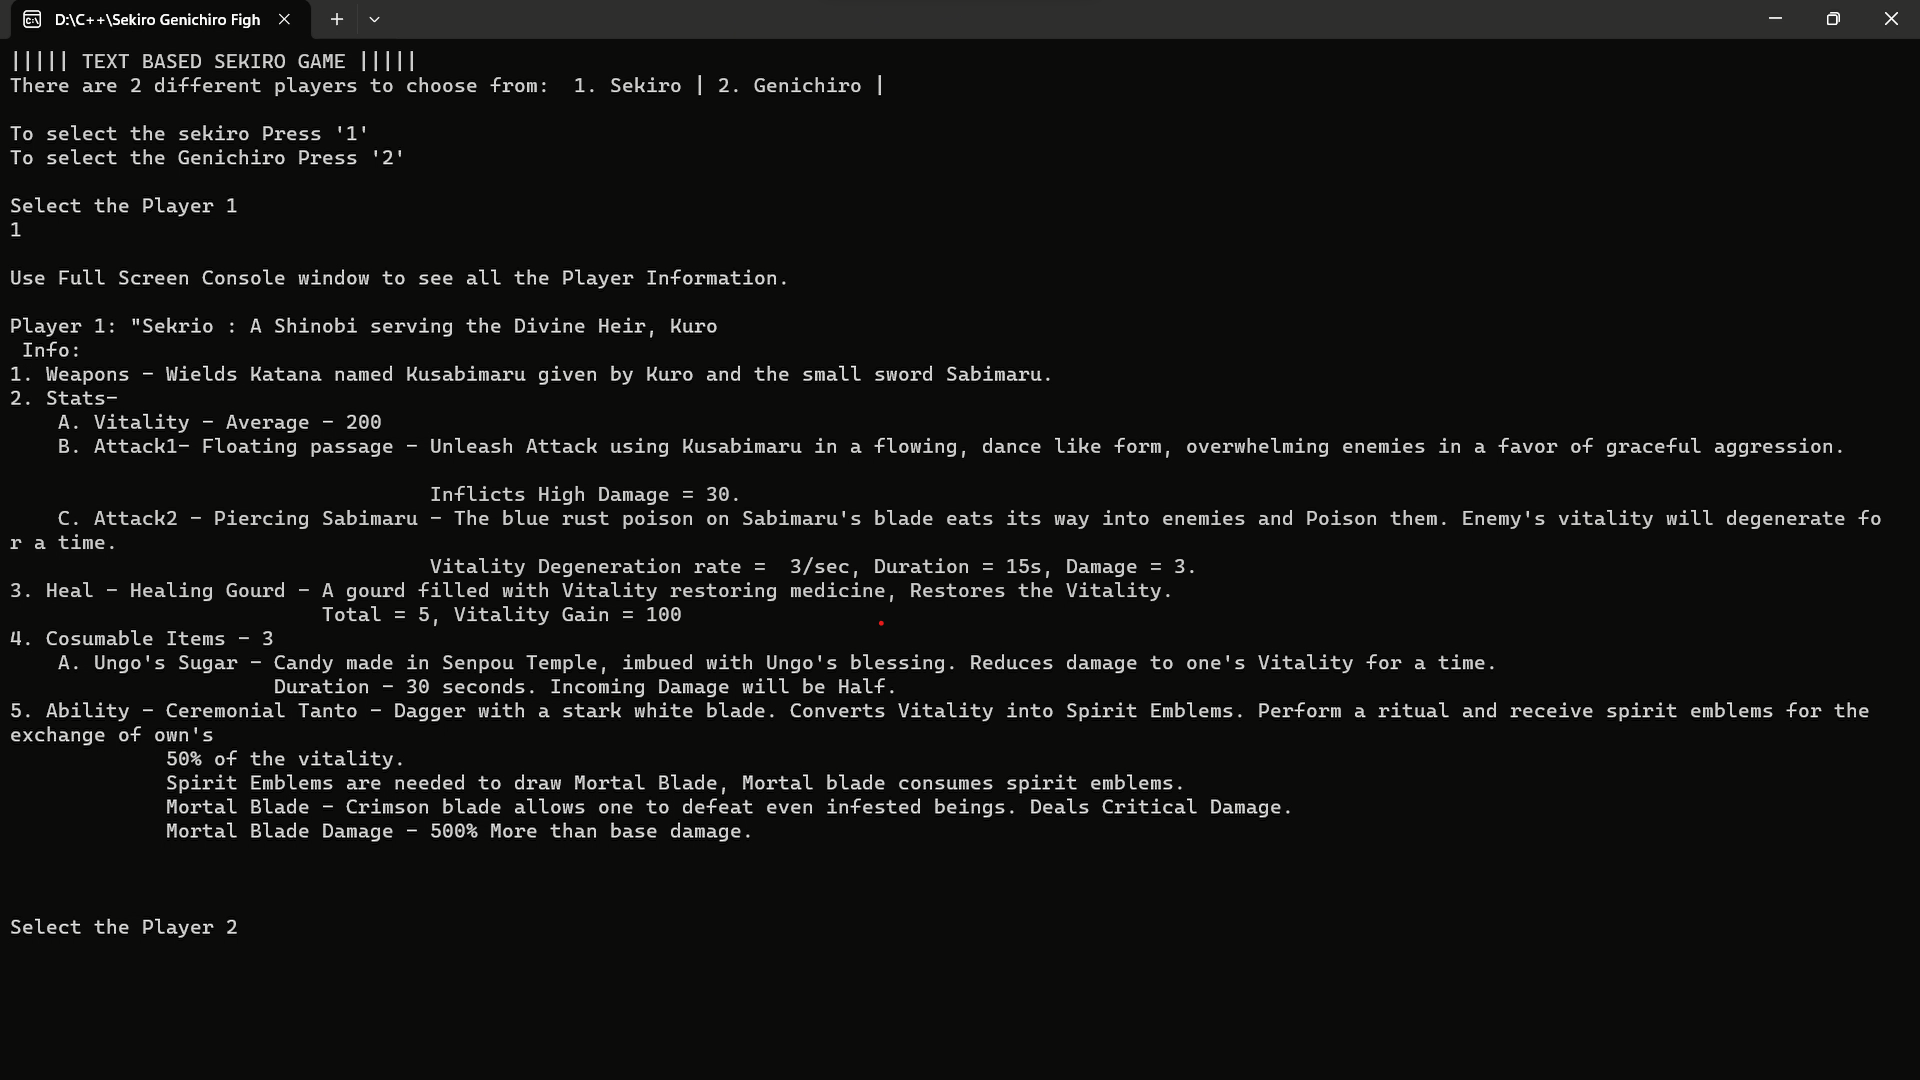 D:\C++\Sekiro Genichiro Figh
||||| TEXT BASED SEKIRO GAME |||||
There are 2 different players to choose from:  1. Sekiro | 2. Genichiro |
To select the sekiro Press '1'
To select the Genichiro Press '2'
Select the Player 1
1
Use Full Screen Console window to see all the Player Information.
Player 1: "Sekrio : A Shinobi serving the Divine Heir, Kuro
Info:
1. Weapons - Wields Katana named Kusabimaru given by Kuro and the small sword Sabimaru.
2. Stats-
A. Vitality - Average - 200
B. Attack1- Floating passage - Unleash Attack using Kusabimaru in a flowing, dance like form, overwhelming enemies in a favor of graceful aggression.
Inflicts High Damage = 30.
C. Attack2 - Piercing Sabimaru - The blue rust poison on Sabimaru's blade eats its way into enemies and Poison them. Enemy's vitality will degenerate fo
r a time.
Vitality Degeneration rate =  3/sec, Duration = 15s, Damage = 3.
3. Heal - Healing Gourd - A gourd filled with Vitality restoring medicine, Restores the Vitality.
Total = 5, Vitality Gain = 100
4. Cosumable Items - 3
A. Ungo's Sugar - Candy made in Senpou Temple, imbued with Ungo's blessing. Reduces damage to one's Vitality for a time.
Duration - 30 seconds. Incoming Damage will be Half.
5. Ability - Ceremonial Tanto - Dagger with a stark white blade. Converts Vitality into Spirit Emblems. Perform a ritual and receive spirit emblems for the
exchange of own's
50% of the vitality.
Spirit Emblems are needed to draw Mortal Blade, Mortal blade consumes spirit emblems.
Mortal Blade - Crimson blade allows one to defeat even infested beings. Deals Critical Damage.
Mortal Blade Damage - 500% More than base damage.
Select the Player 2